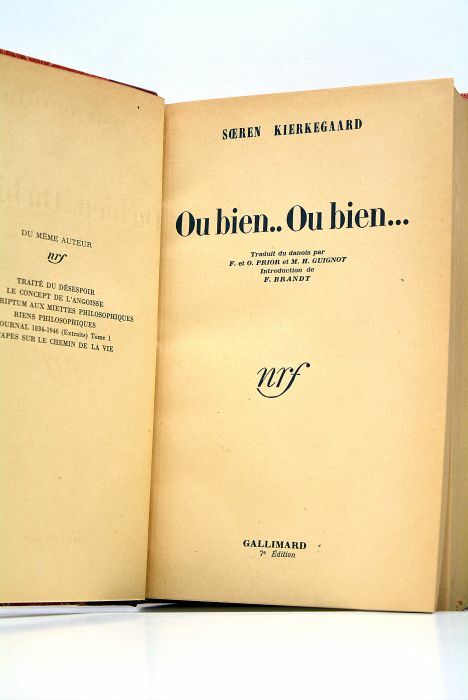 DU MÊME AUTEUR
nrf
TRAITÉ DU DÉSESPOIR
LE CONCEPT DE L'ANGOISSE
RIPTUM AUX MIETTES PHILOSOPHIQUES
RIENS PHILOSOPHIQUES
OURNAL 1834-1946 (Extraits) Tome 1
TAPES SUR LE CHEMIN DE LA VIE
SŒREN KIERKEGAARD
Ou bien.. Ou bien...
Traduit du danois par
F. et O. PRIOR et M. H. GUIGNOT
Introduction de
F. BRANDT
nrf
GALLIMARD
7e Édition